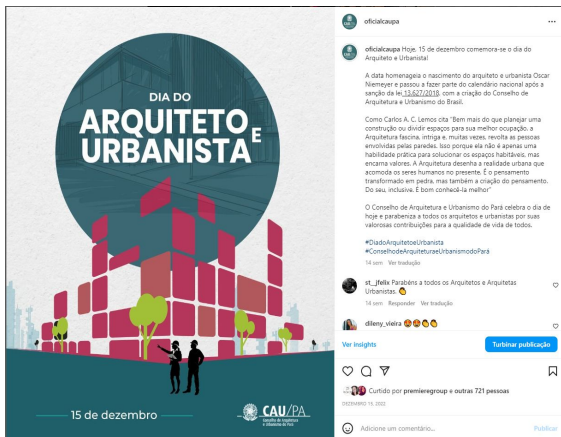 DIA DO
ARQUITETO E
URBANISTA
15 de dezembro
CAU/PA
Conselho de Arquitetura
e Urbanismo do Pará
oficialcaupa
oficialcaupa Hoje, 15 de dezembro comemora-se o dia do
Arquiteto e Urbanista!
A data homenageia o nascimento do arquiteto e urbanista Oscar
Niemeyer e passou a fazer parte do calendário nacional após a
sanção da lei 13.627/2018, com a criação do Conselho de
Arquitetura e Urbanismo do Brasil.
Como Carlos A. C. Lemos cita "Bem mais do que planejar uma
construção ou dividir espaços para sua melhor ocupação, a
Arquitetura fascina, intriga e, muitas vezes, revolta as pessoas
envolvidas pelas paredes. Isso porque ela não é apenas uma
habilidade prática para solucionar os espaços habitáveis, mas
encarna valores. A Arquitetura desenha a realidade urbana que
acomoda os seres humanos no presente. É o pensamento
transformado em pedra, mas também a criação do pensamento.
Do seu, inclusive. E bom conhecê-la melhor"
O Conselho de Arquitetura e Urbanismo do Pará celebra o dia de
hoje e parabeniza a todos os arquitetos e urbanistas por suas
valorosas contribuições para a qualidade de vida de todos.
#DiadoArquitetoeUrbanista
#ConselhodeArquiteturaeUrbanismodoPará
14 sem Ver tradução
st__jfelix Parabéns a todos os Arquitetos e Arquitetas
Urbanistas. 👏
14 sem Responder Ver tradução
dileny_vieira 😍😍👏👏
Ver insights
Turbinar publicação
Curtido por premieregroup e outras 721 pessoas
DEZEMBRO 15, 2022
Adicione um comentário...
Publicar